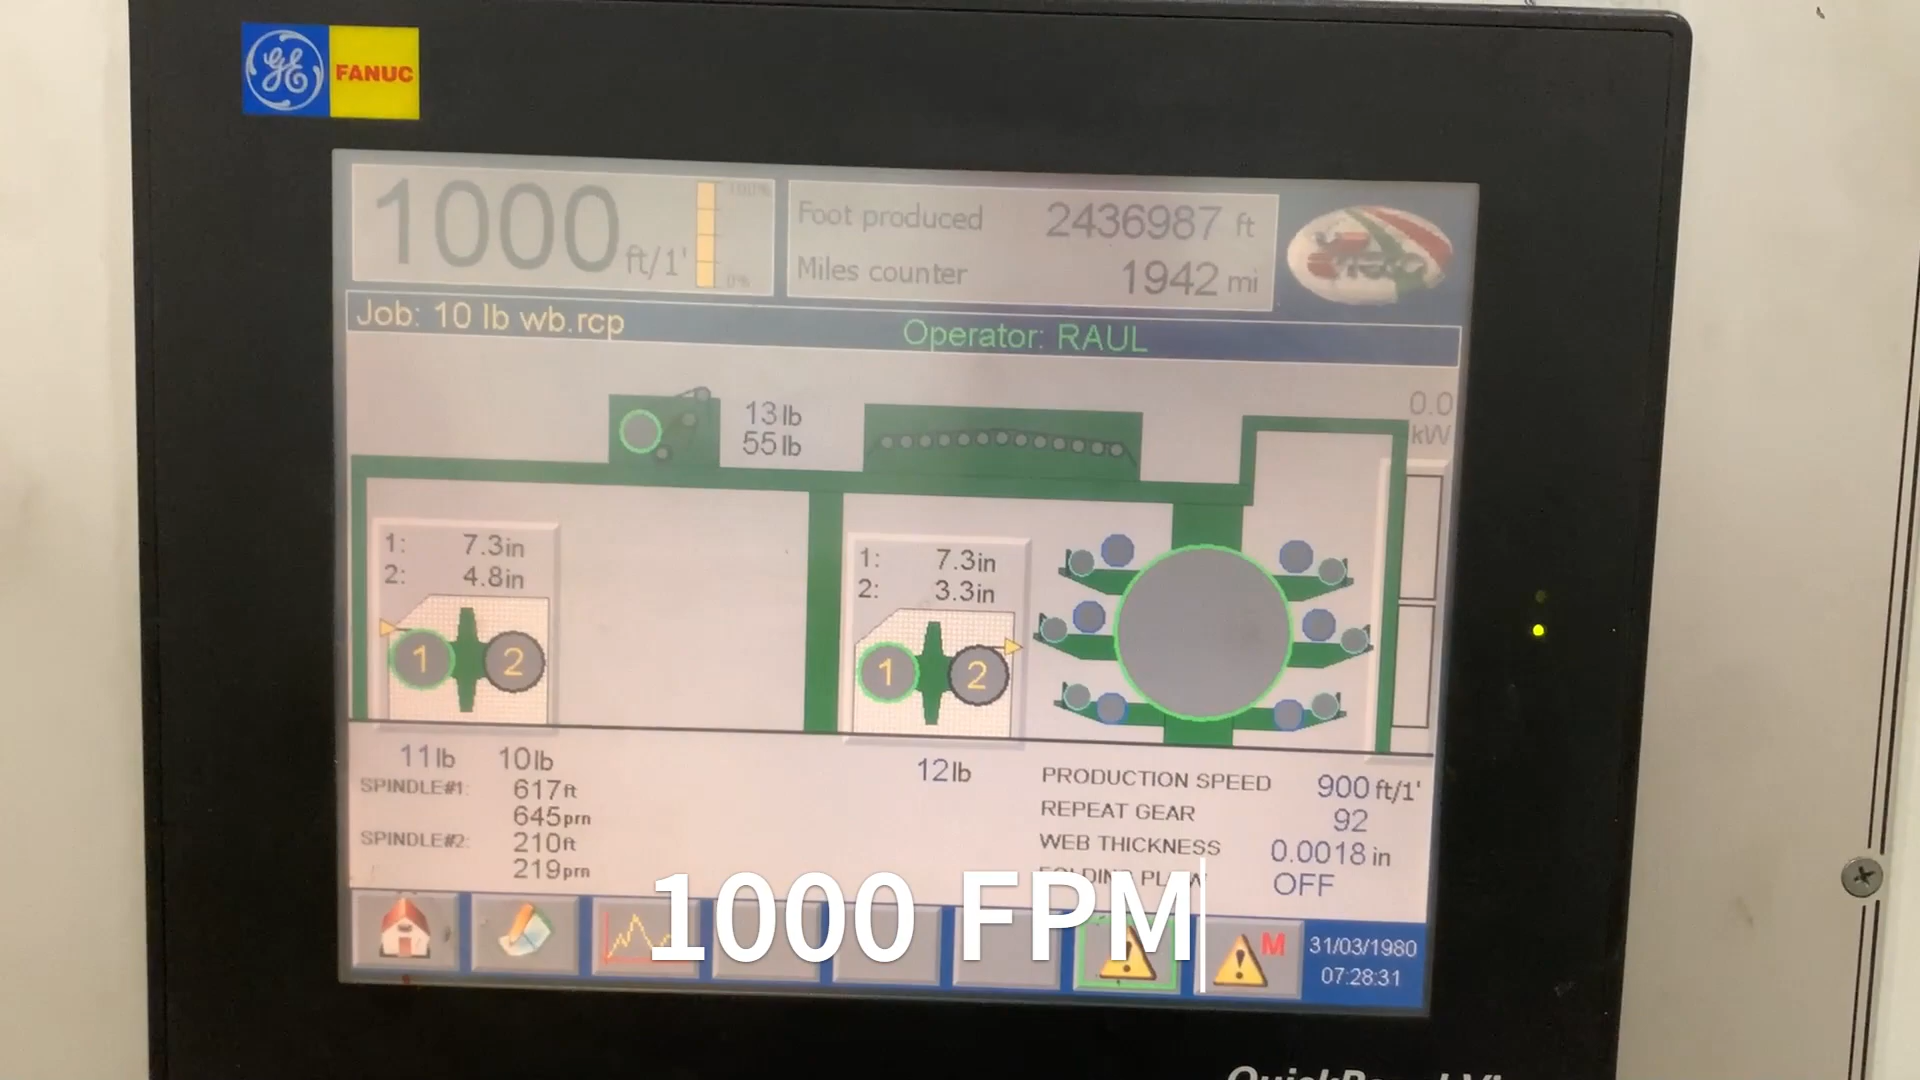 GE FANUC
1000 ft/1'
100%
0%
Foot produced 2436987 ft
Miles counter 1942 mi
Job: 10 lb wb.rcp
Operator: RAUL
13 lb
55 lb
0.0
kW
1: 7.3in
2: 4.8in
1 2
1: 7.3in
2: 3.3in
1 2
11lb 10lb
12lb
SPINDLE#1: 617ft
645prn
SPINDLE#2: 210ft
219prn
PRODUCTION SPEED 900 ft/1'
REPEAT GEAR 92
WEB THICKNESS 0.0018 in
OFF
1000 FPM
M
31/03/1980
07:28:31